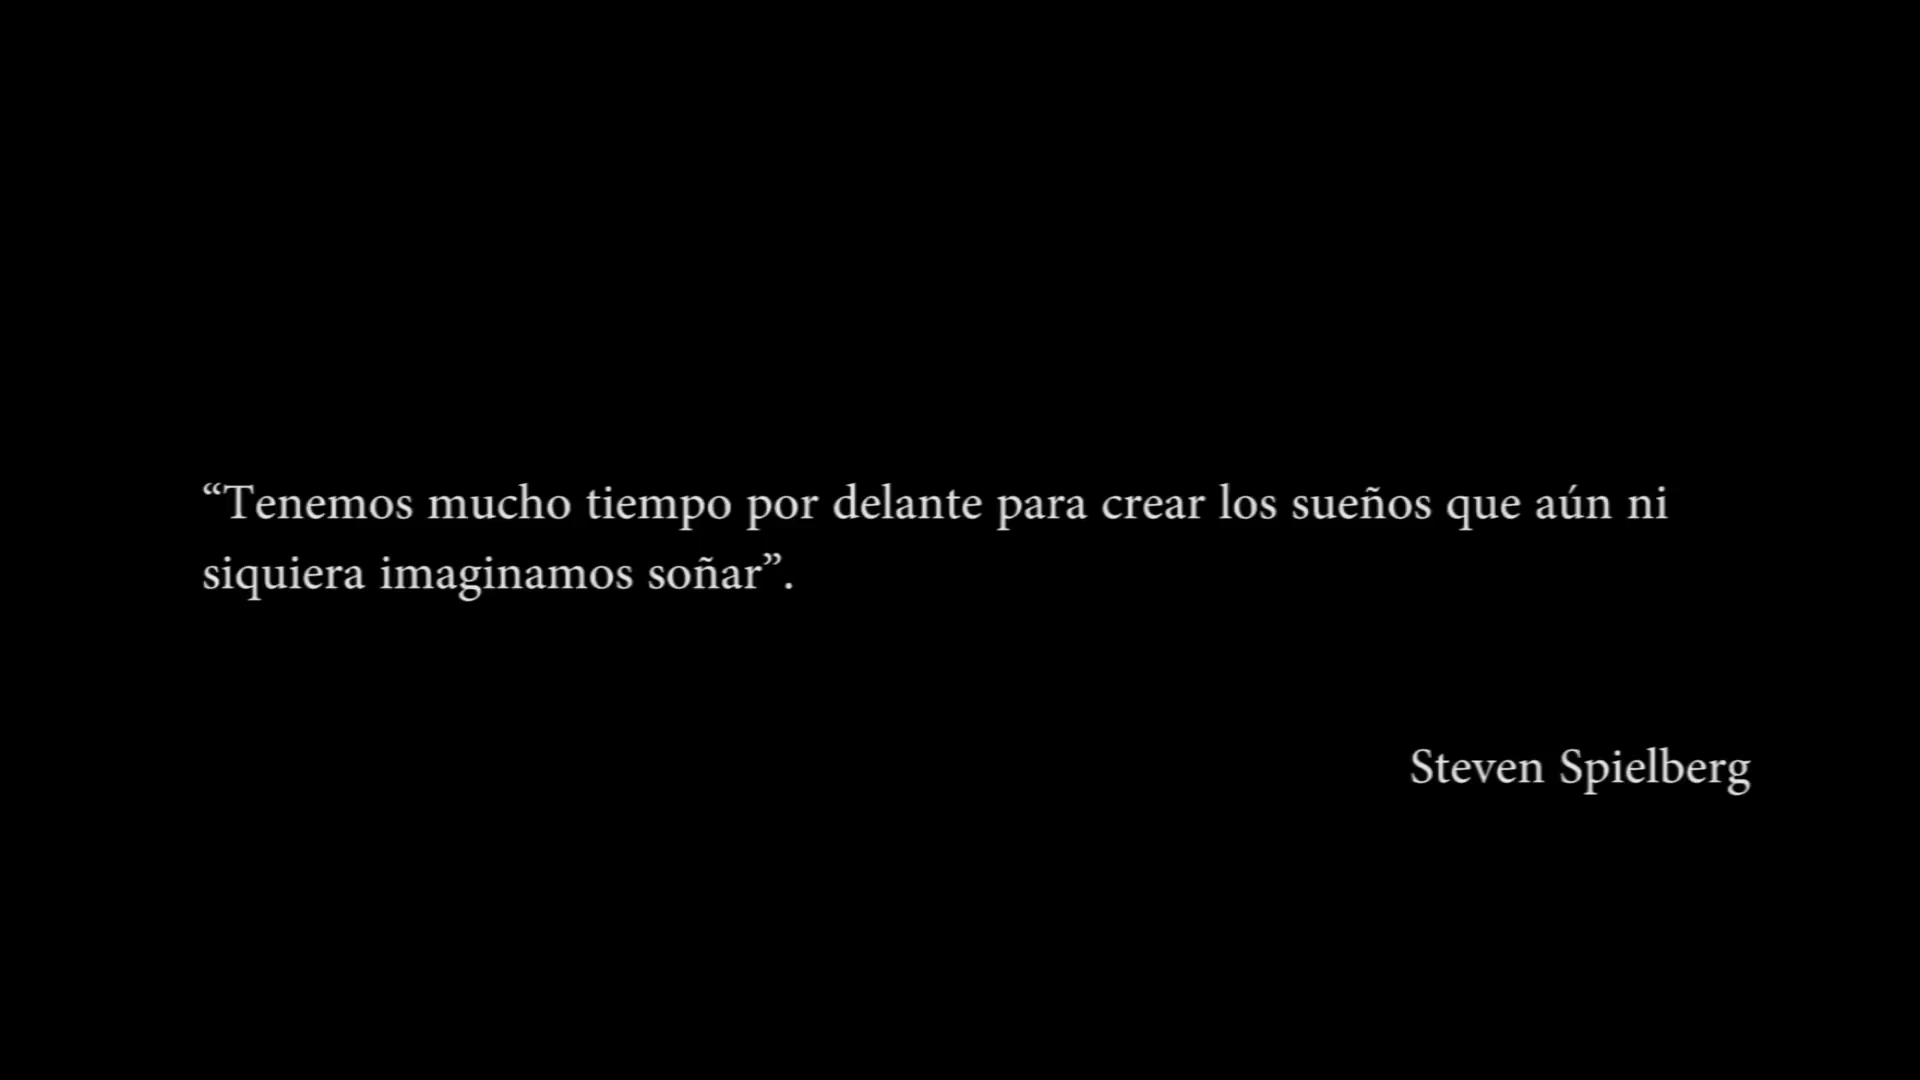 “Tenemos mucho tiempo por delante para crear los sueños que aún ni
siquiera imaginamos soñar”.
Steven Spielberg